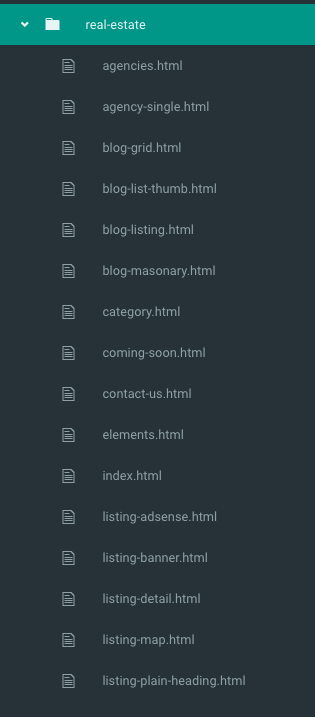 real-estate
agencies.html
agency-single.html
blog-grid.html
blog-list-thumb.html
blog-listing.html
blog-masonary.html
category.html
coming-soon.html
contact-us.html
elements.html
index.html
listing-adsense.html
listing-banner.html
listing-detail.html
listing-map.html
listing-plain-heading.html